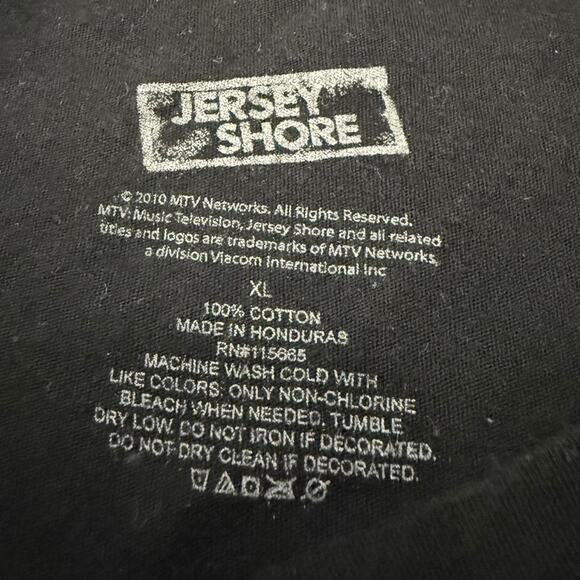 JERSEY
SHORE
© 2010 MTV Networks. All Rights Reserved.
MTV: Music Television, Jersey Shore and all related
titles and logos are trademarks of MTV Networks,
a division Viacom International Inc
XL
100% COTTON
MADE IN HONDURAS
RN#115665
MACHINE WASH COLD WITH
LIKE COLORS; ONLY NON-CHLORINE
BLEACH WHEN NEEDED. TUMBLE
DRY LOW. DO NOT IRON IF DECORATED.
DO NOT DRY CLEAN IF DECORATED.